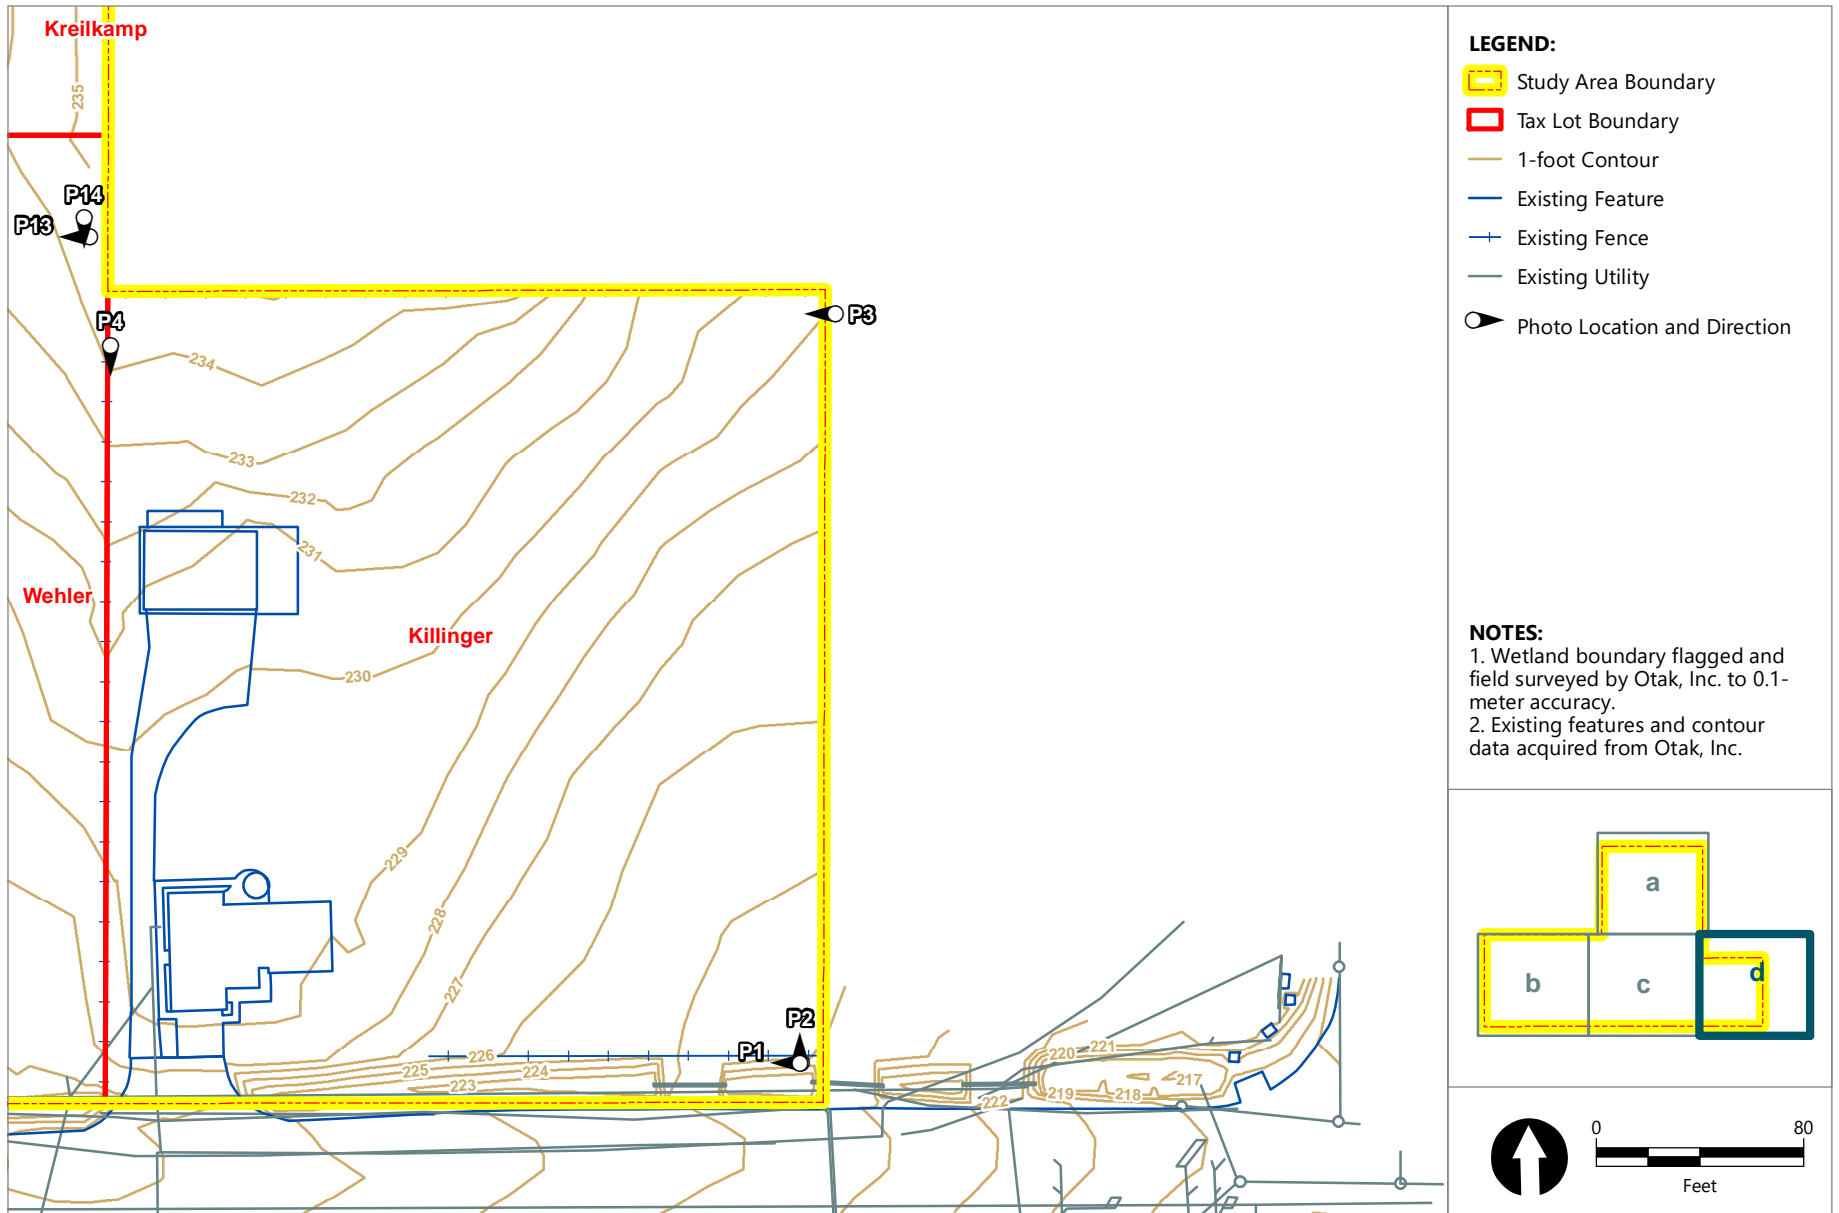 Kreilkamp
235
P14
P13
P4
P3
234
233
232
231
Wehler
Killinger
230
229
228
227
P2
P1
226
225
224
223
222
221
220
219
218
217
LEGEND:
Study Area Boundary
Tax Lot Boundary
1-foot Contour
Existing Feature
Existing Fence
Existing Utility
Photo Location and Direction
NOTES:
1. Wetland boundary flagged and
field surveyed by Otak, Inc. to 0.1-
meter accuracy.
2. Existing features and contour
data acquired from Otak, Inc.
a
b
c
d
0
80
Feet